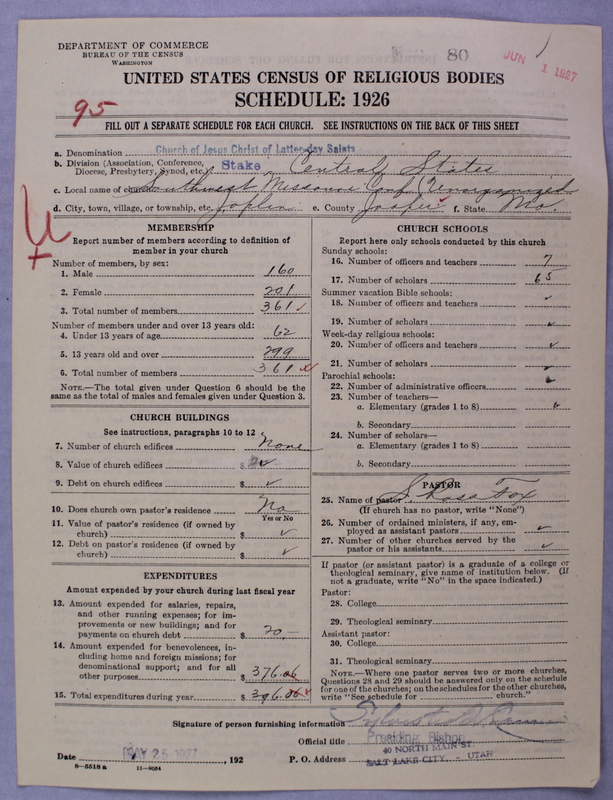 80
JUN 1 1927
DEPARTMENT OF COMMERCE
BUREAU OF THE CENSUS
WASHINGTON
UNITED STATES CENSUS OF RELIGIOUS BODIES
SCHEDULE: 1926
95
FILL OUT A SEPARATE SCHEDULE FOR EACH CHURCH. SEE INSTRUCTIONS ON THE BACK OF THIS SHEET
a. Denomination Church of Jesus Christ of Latter-day Saints
b. Division (Association, Conference, Diocese, Presbytery, Synod, etc.) Stake Central States
c. Local name of church Southwest Missouri Conf (Unorganized
d. City, town, village, or township, etc. Joplin e. County Jasper f. State Mo.
MEMBERSHIP
Report number of members according to definition of member in your church
Number of members, by sex:
1. Male 160
2. Female 201
3. Total number of members 361 ✓
Number of members under and over 13 years old:
4. Under 13 years of age 62
5. 13 years old and over 299
6. Total number of members 361
NOTE.—The total given under Question 6 should be the same as the total of males and females given under Question 3.
CHURCH BUILDINGS
See instructions, paragraphs 10 to 12
7. Number of church edifices None
8. Value of church edifices $ ✓
9. Debt on church edifices $ ✓
10. Does church own pastor's residence No
Yes or No
11. Value of pastor's residence (if owned by church) $ ✓
12. Debt on pastor's residence (if owned by church) $ ✓
EXPENDITURES
Amount expended by your church during last fiscal year
13. Amount expended for salaries, repairs, and other running expenses; for improvements or new buildings; and for payments on church debt $ 20.—
14. Amount expended for benevolences, including home and foreign missions; for denominational support; and for all other purposes $ 376.06
15. Total expenditures during year $ 396.06 ✓
CHURCH SCHOOLS
Report here only schools conducted by this church
Sunday schools:
16. Number of officers and teachers 7
17. Number of scholars 65
Summer vacation Bible schools:
18. Number of officers and teachers ✓
19. Number of scholars ✓
Week-day religious schools:
20. Number of officers and teachers ✓
21. Number of scholars ✓
Parochial schools:
22. Number of administrative officers ✓
23. Number of teachers—
a. Elementary (grades 1 to 8) ✓
b. Secondary
24. Number of scholars—
a. Elementary (grades 1 to 8)
b. Secondary
PASTOR
25. Name of pastor S. Rose Fox
(If church has no pastor, write "None")
26. Number of ordained ministers, if any, employed as assistant pastors ✓
27. Number of other churches served by the pastor or his assistants ✓
If pastor (or assistant pastor) is a graduate of a college or theological seminary, give name of institution below. (If not a graduate, write "No" in the space indicated.)
Pastor:
28. College
29. Theological seminary
Assistant pastor:
30. College
31. Theological seminary
NOTE.—Where one pastor serves two or more churches, Questions 28 and 29 should be answered only on the schedule for one of the churches; on the schedules for the other churches, write "See schedule for church."
Signature of person furnishing information Sylvester Q. Cannon
Official title Presiding Bishop
Date MAY 25 1927, 192 P. O. Address 40 NORTH MAIN ST.
SALT LAKE CITY - UTAH
8—5518 a 11—9034